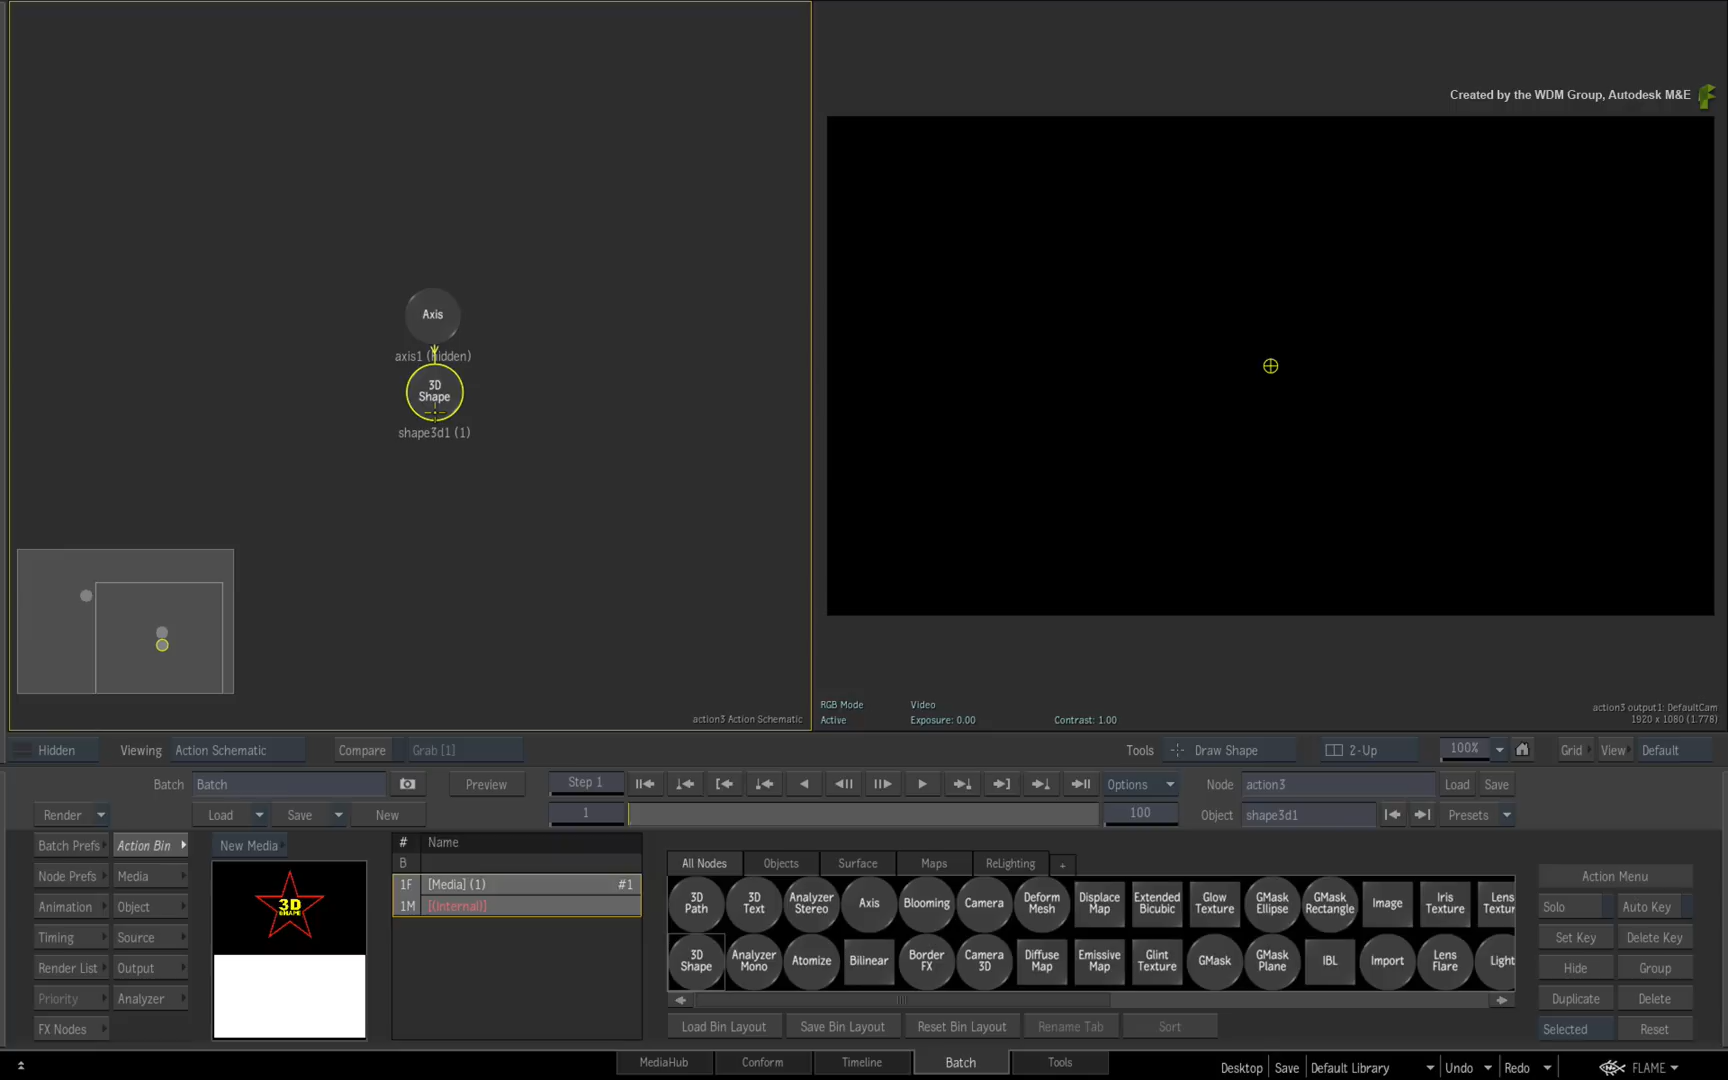 Created by the WDM Group, Autodesk M&E
Axis
axis1 (hidden)
3D
Shape
shape3d1 (1)
RGB Mode
Video
Active
Exposure: 0.00
Contrast: 1.00
action3 Action Schematic
action3 output1: DefaultCam
1920 x 1080 (1.778)
Hidden
Viewing
Action Schematic
Compare
Grab [1]
Tools
Draw Shape
2-Up
100%
Grid
View
Default
Batch
Batch
Preview
Step 1
Options
Node
action3
Load
Save
Render
Load
Save
New
1
100
Object
shape3d1
Presets
Batch Prefs
Action Bin
New Media
Node Prefs
Media
Animation
Object
Timing
Source
Render List
Output
Priority
Analyzer
FX Nodes
3D
SHAPE
# Name
B
1F [Media] (1) #1
1M [(Internal)]
All Nodes
Objects
Surface
Maps
ReLighting
+
3D
Path
3D
Text
Analyzer
Stereo
Axis
Blooming
Camera
Deform
Mesh
Displace
Map
Extended
Bicubic
Glow
Texture
GMask
Ellipse
GMask
Rectangle
Image
Iris
Texture
Lens
Textur
3D
Shape
Analyzer
Mono
Atomize
Bilinear
Border
FX
Camera
3D
Diffuse
Map
Emissive
Map
Glint
Texture
GMask
GMask
Plane
IBL
Import
Lens
Flare
Light
Load Bin Layout
Save Bin Layout
Reset Bin Layout
Rename Tab
Sort
Action Menu
Solo
Auto Key
Set Key
Delete Key
Hide
Group
Duplicate
Delete
Selected
Reset
MediaHub
Conform
Timeline
Batch
Tools
Desktop
Save
Default Library
Undo
Redo
FLAME